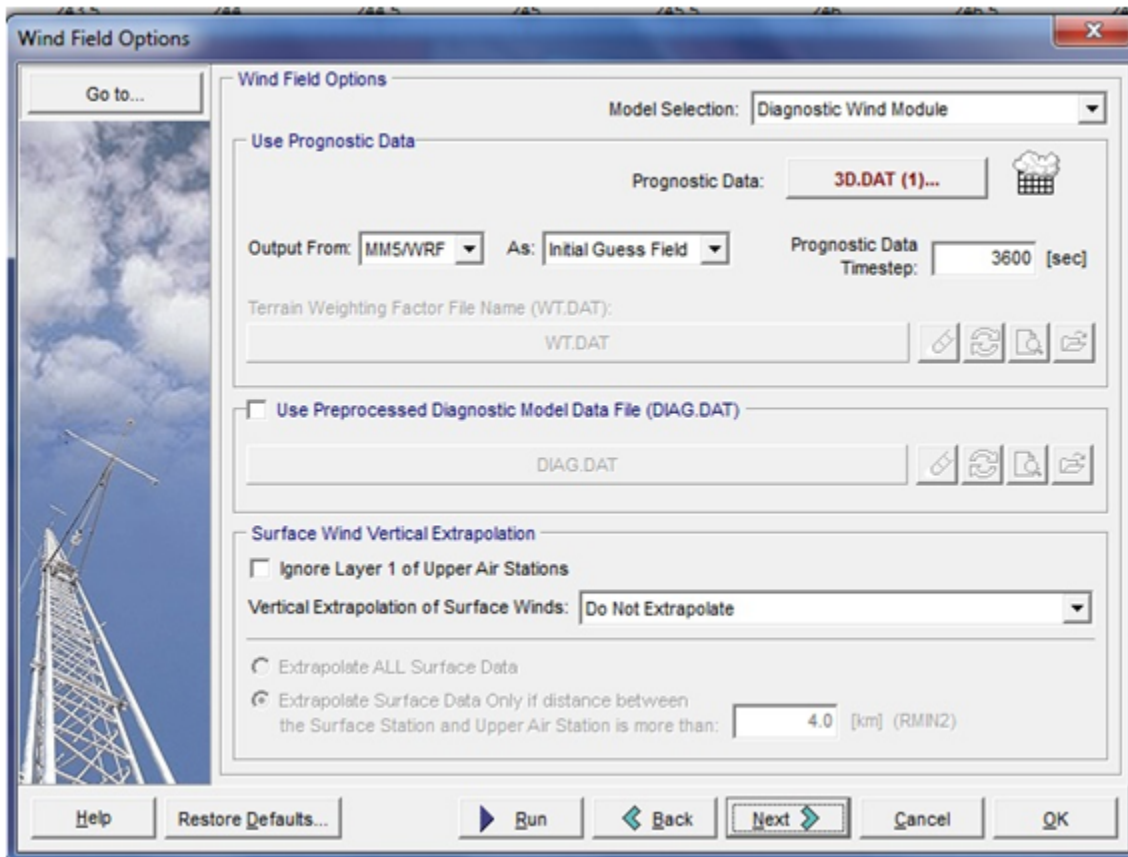 Wind Field Options
Go to...
Wind Field Options
Model Selection: Diagnostic Wind Module
Use Prognostic Data
Prognostic Data: 3D.DAT (1)...
Output From: MM5/WRF As: Initial Guess Field Prognostic Data Timestep: 3600 [sec]
Terrain Weighting Factor File Name (WT.DAT):
WT.DAT
Use Preprocessed Diagnostic Model Data File (DIAG.DAT)
DIAG.DAT
Surface Wind Vertical Extrapolation
Ignore Layer 1 of Upper Air Stations
Vertical Extrapolation of Surface Winds: Do Not Extrapolate
Extrapolate ALL Surface Data
Extrapolate Surface Data Only if distance between
the Surface Station and Upper Air Station is more than: 4.0 [km] (RMIN2)
Help Restore Defaults... Run Back Next Cancel OK